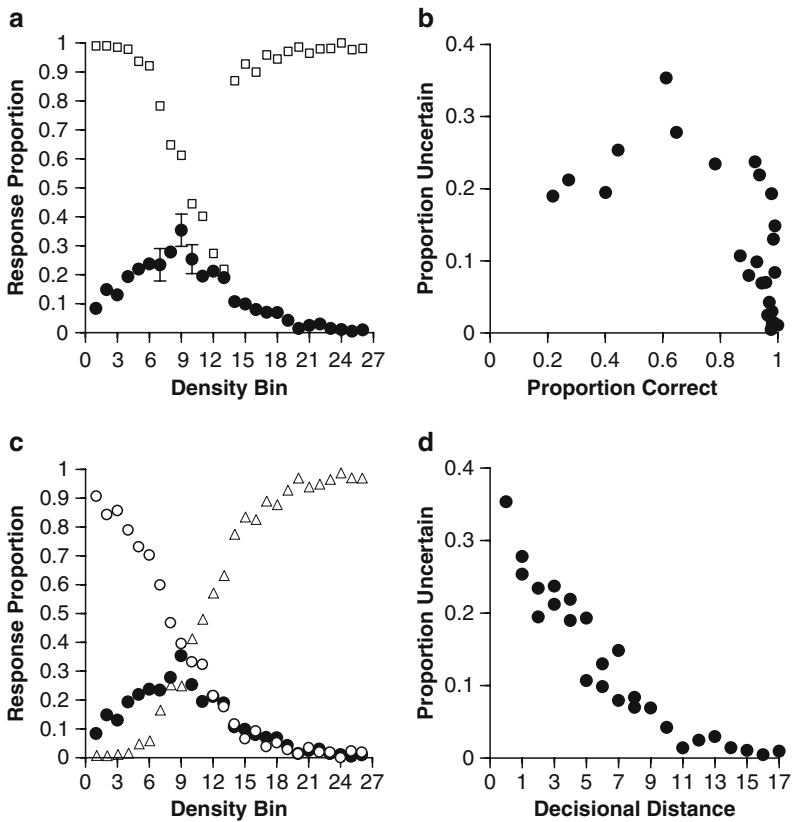 a
1
0.9
0.8
0.7
0.6
0.5
0.4
0.3
0.2
0.1
0
Response Proportion
0 3 6 9 12 15 18 21 24 27
Density Bin
b
0.4
0.3
0.2
0.1
0
Proportion Uncertain
0 0.2 0.4 0.6 0.8 1
Proportion Correct
c
1
0.9
0.8
0.7
0.6
0.5
0.4
0.3
0.2
0.1
0
Response Proportion
0 3 6 9 12 15 18 21 24 27
Density Bin
d
0.4
0.3
0.2
0.1
0
Proportion Uncertain
0 1 3 5 7 9 11 13 15 17
Decisional Distance